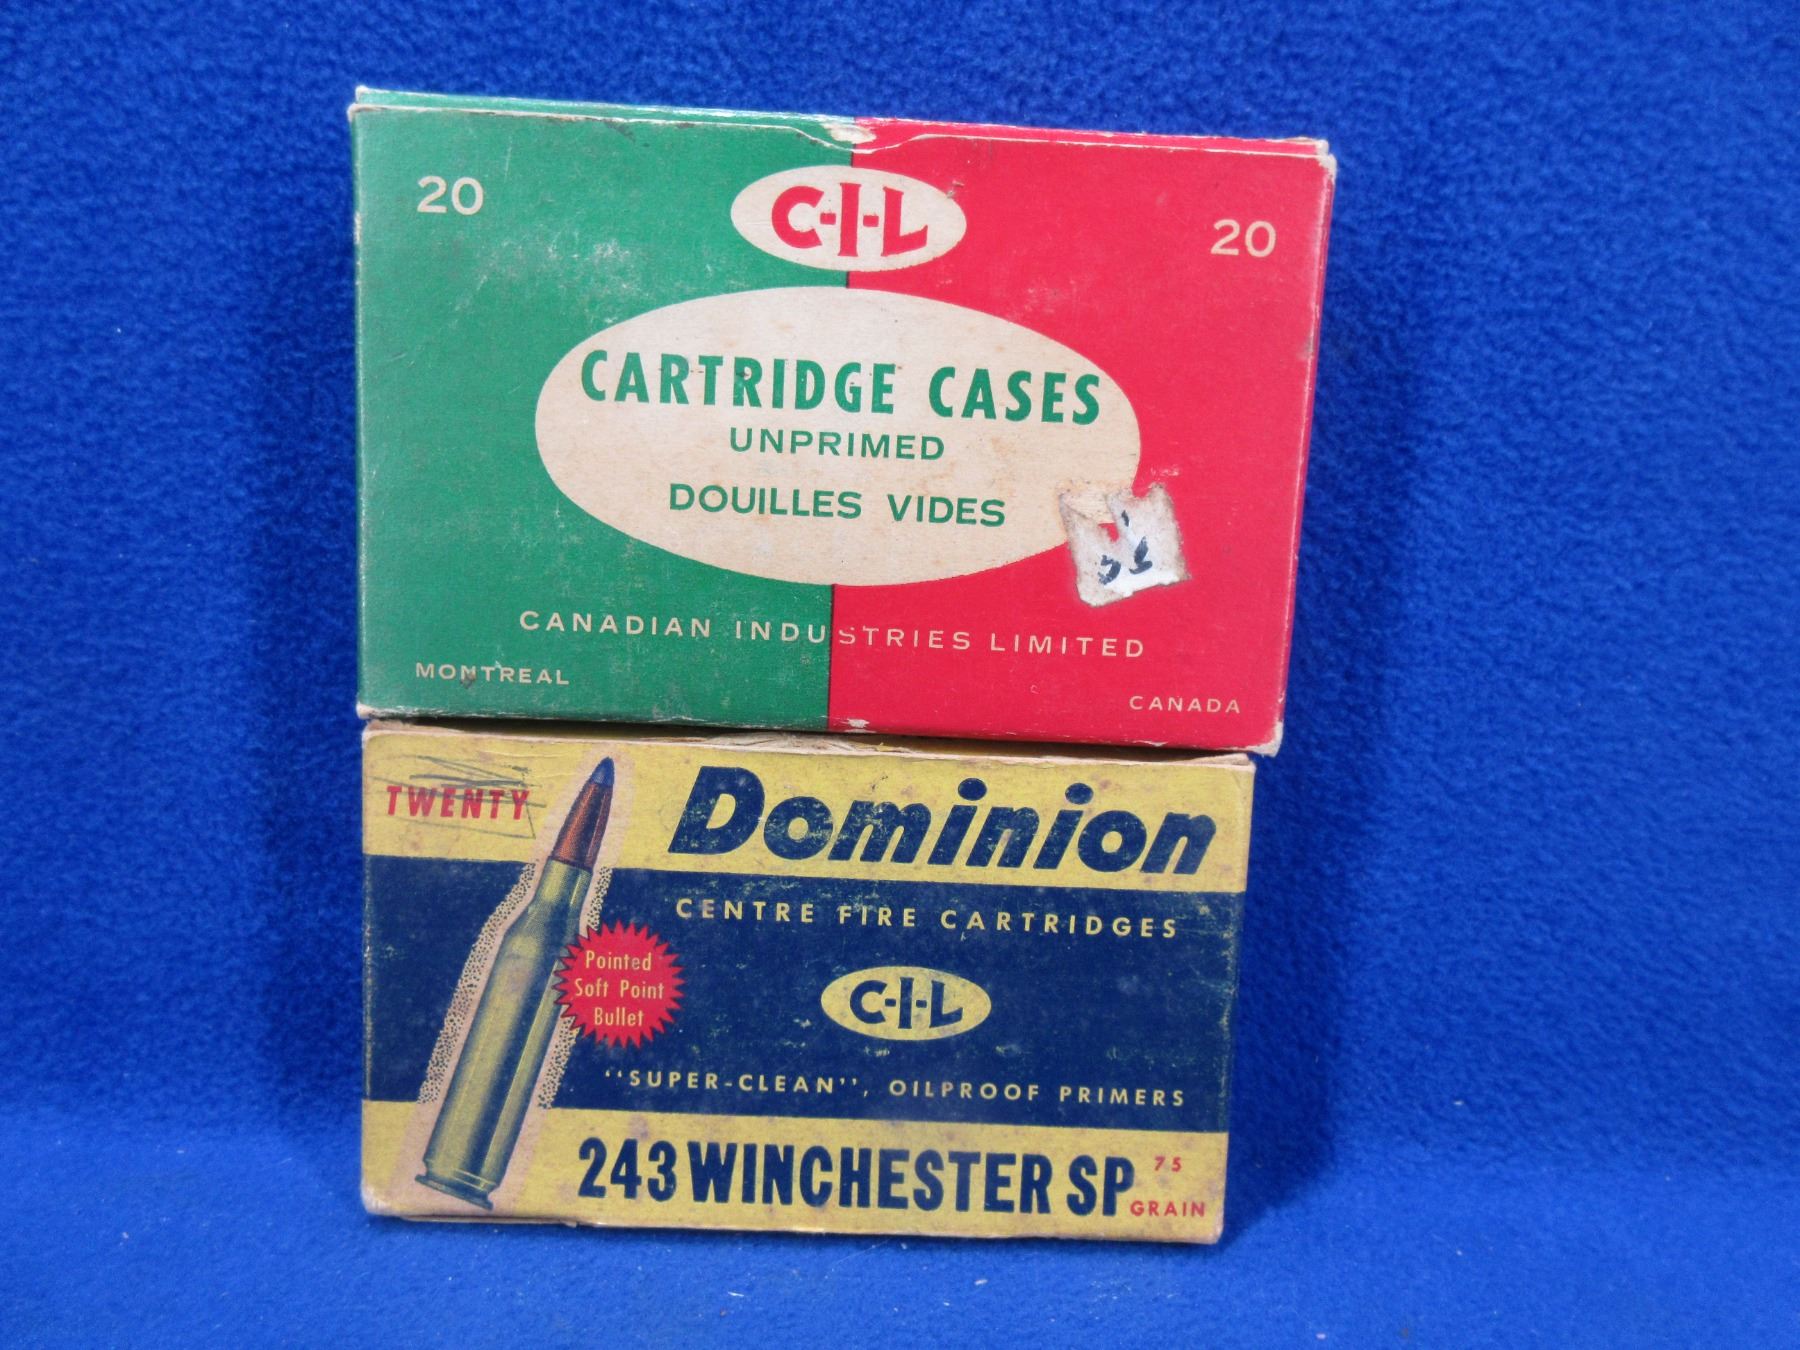 20
C-I-L
20
CARTRIDGE CASES
UNPRIMED
DOUILLES VIDES
CANADIAN INDUSTRIES LIMITED
MONTREAL
CANADA
TWENTY
Dominion
CENTRE FIRE CARTRIDGES
Pointed
Soft Point
Bullet
C-I-L
"SUPER-CLEAN", OILPROOF PRIMERS
243 WINCHESTER SP 75
GRAIN